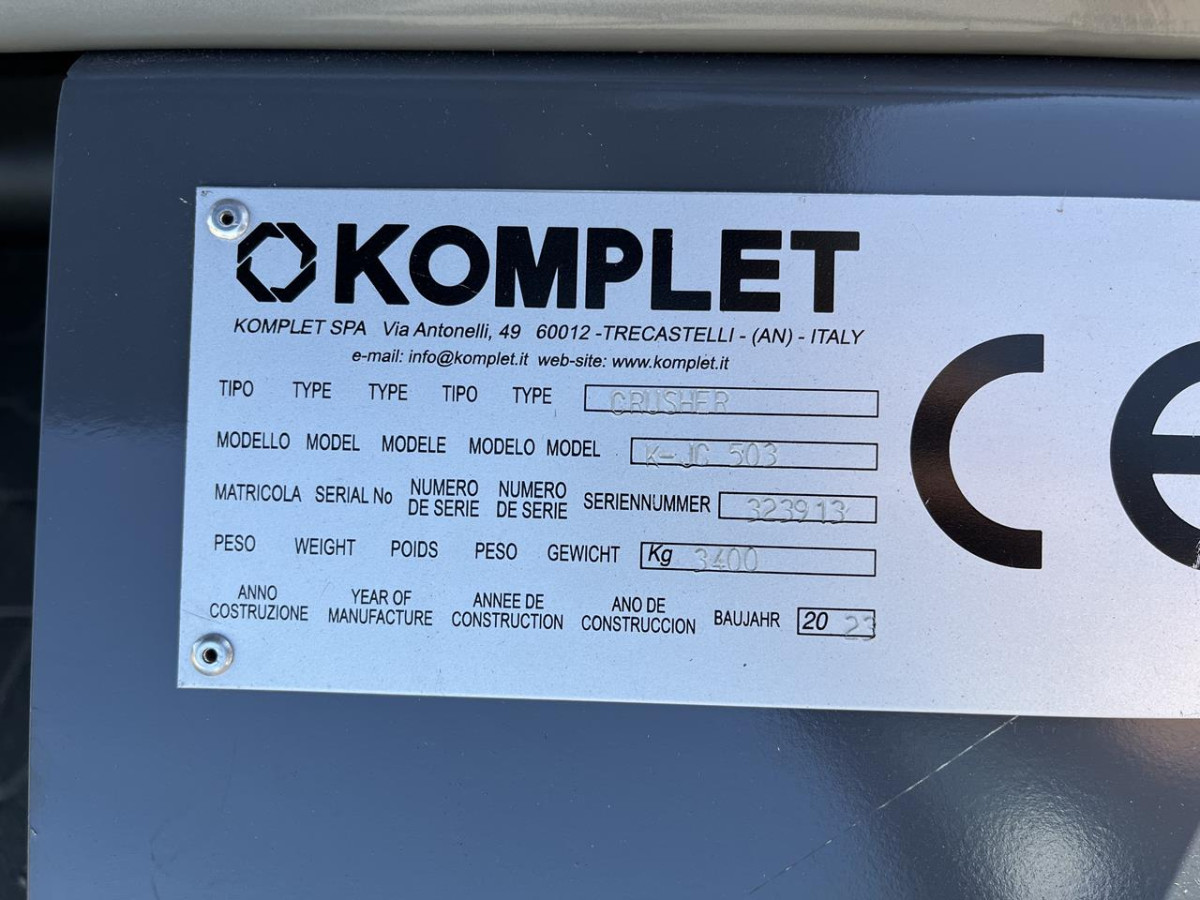 KOMPLET
KOMPLET SPA Via Antonelli, 49 60012 -TRECASTELLI - (AN) - ITALY
e-mail: info@komplet.it web-site: www.komplet.it
TIPO TYPE TYPE TIPO TYPE CRUSHER
MODELLO MODEL MODELE MODELO MODEL K-JC 503
MATRICOLA SERIAL No NUMERO DE SERIE NUMERO DE SERIE SERIENNUMMER 323913
PESO WEIGHT POIDS PESO GEWICHT Kg 3400
ANNO COSTRUZIONE YEAR OF MANUFACTURE ANNEE DE CONSTRUCTION ANO DE CONSTRUCCION BAUJAHR 20 23
CE